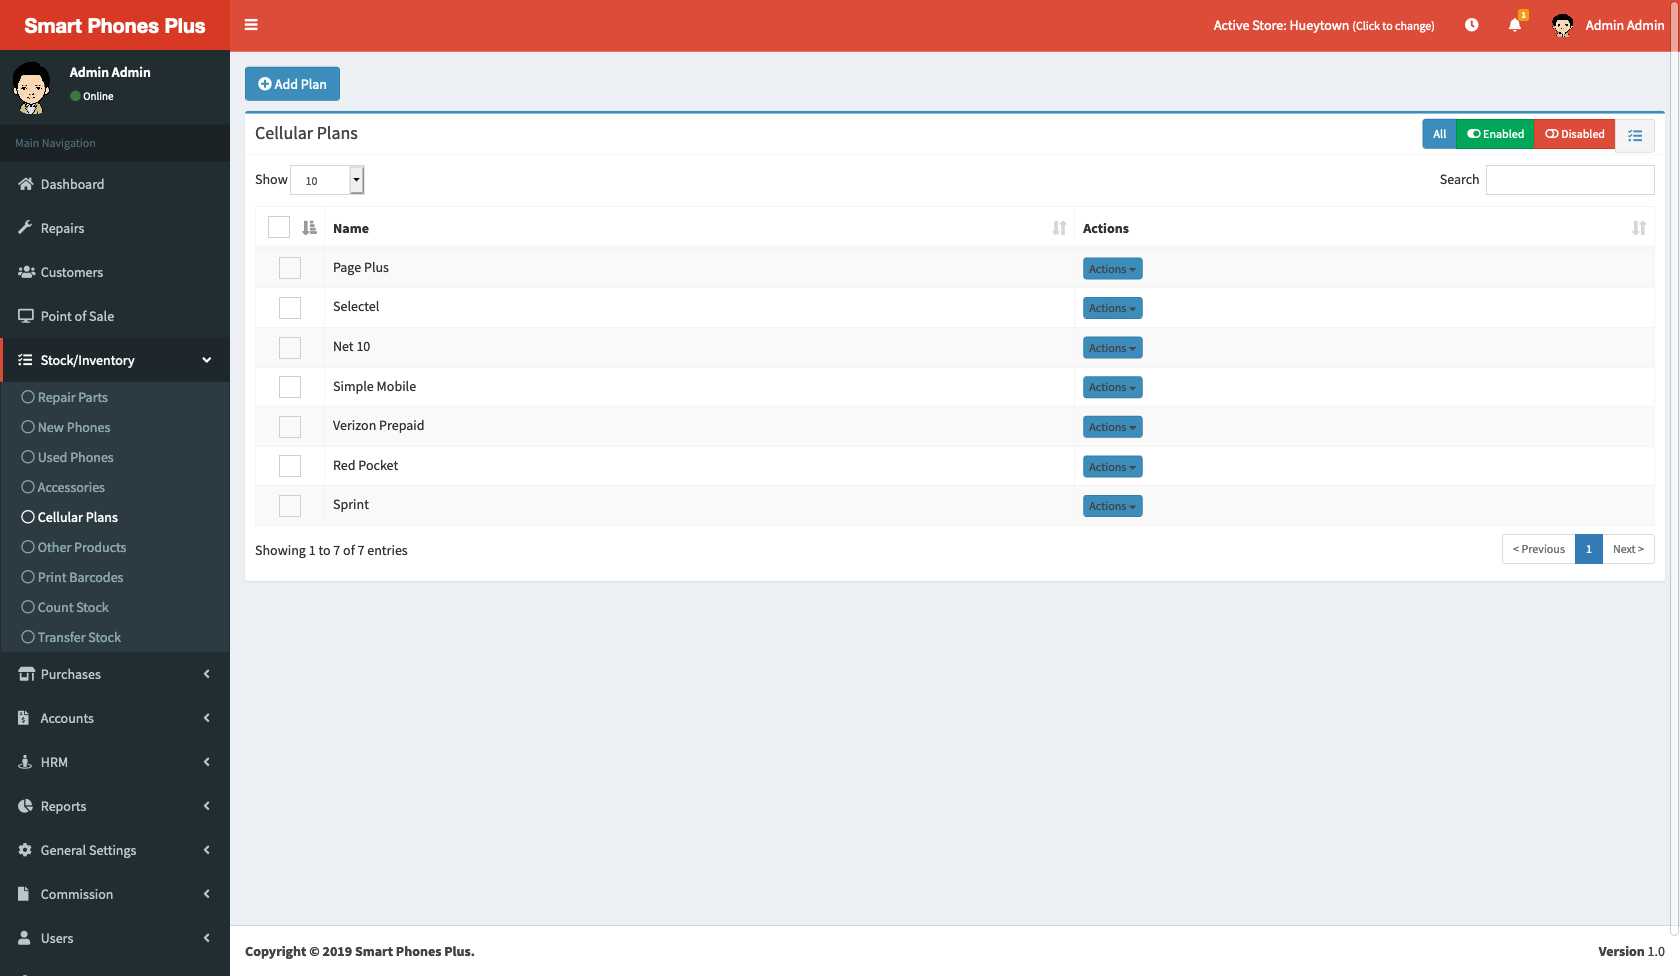 Smart Phones Plus
Active Store: Hueytown (Click to change)
1
Admin Admin
Admin Admin
Online
Main Navigation
Dashboard
Repairs
Customers
Point of Sale
Stock/Inventory
Repair Parts
New Phones
Used Phones
Accessories
Cellular Plans
Other Products
Print Barcodes
Count Stock
Transfer Stock
Purchases
Accounts
HRM
Reports
General Settings
Commission
Users
Add Plan
Cellular Plans
All Enabled Disabled
Show 10
Search
Name Actions
Page Plus Actions
Selectel Actions
Net 10 Actions
Simple Mobile Actions
Verizon Prepaid Actions
Red Pocket Actions
Sprint Actions
Showing 1 to 7 of 7 entries
< Previous 1 Next >
Copyright © 2019 Smart Phones Plus.
Version 1.0